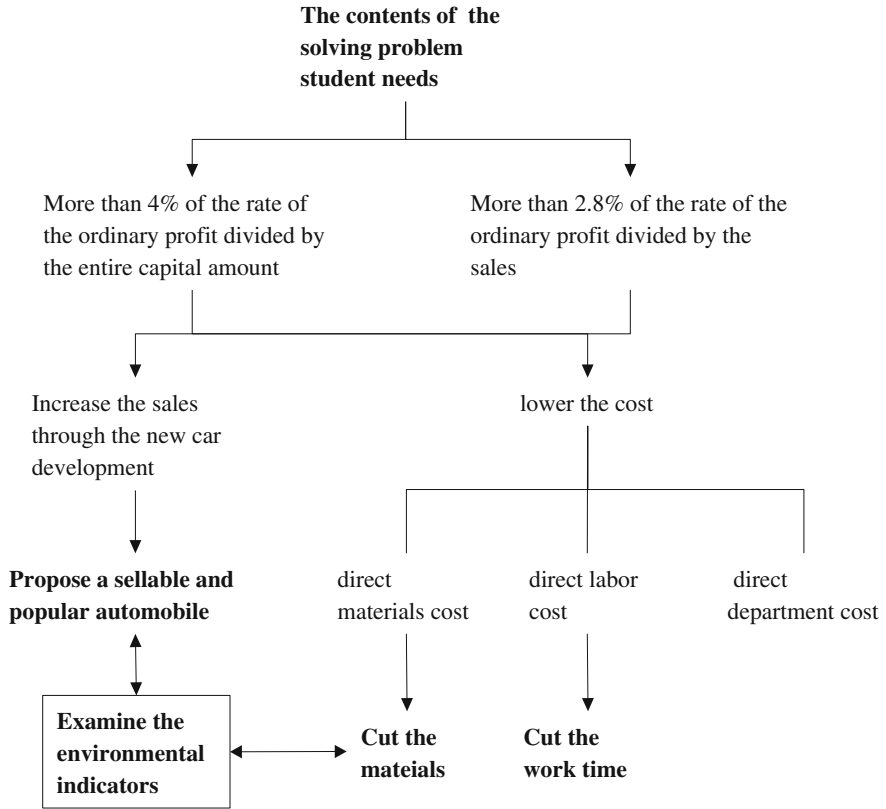 The contents of the
solving problem
student needs
More than 4% of the rate of
the ordinary profit divided by
the entire capital amount
More than 2.8% of the rate of the
ordinary profit divided by the
sales
Increase the sales
through the new car
development
lower the cost
Propose a sellable and
popular automobile
direct
materials cost
direct labor
cost
direct
department cost
Examine the
environmental
indicators
Cut the
mateials
Cut the
work time